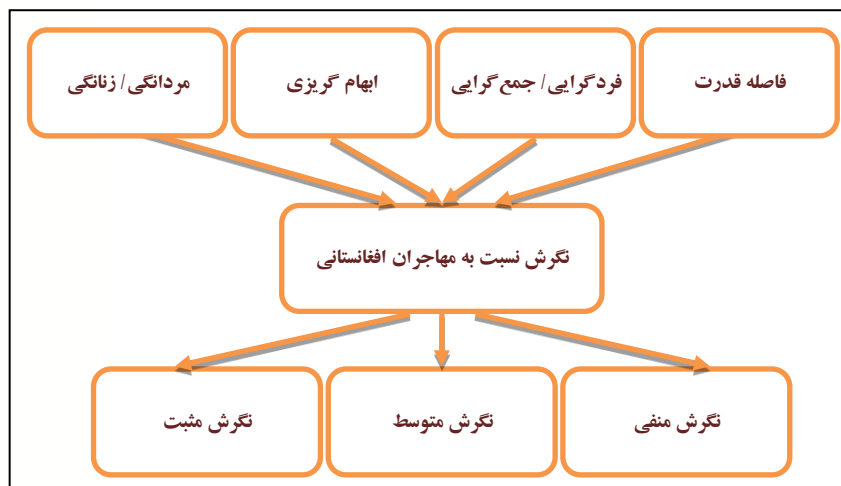 فاصله قدرت
فردگرایی/ جمع‌گرایی
ابهام گریزی
مردانگی/ زنانگی
نگرش نسبت به مهاجران افغانستانی
نگرش منفی
نگرش متوسط
نگرش مثبت